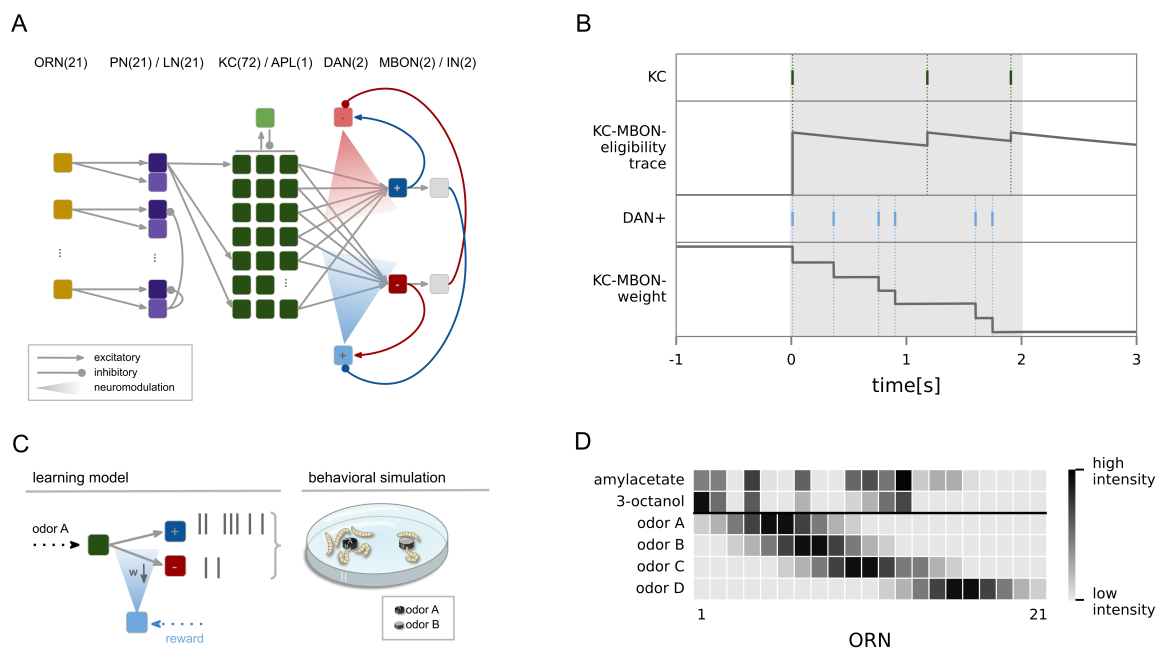 A
ORN(21) PN(21) / LN(21) KC(72) / APL(1) DAN(2) MBON(2) / IN(2)
-
+
...
...
-
...
+
excitatory
inhibitory
neuromodulation
B
KC
KC-MBON-
eligibility
trace
DAN+
KC-MBON-
weight
-1 0 1 2 3
time[s]
C
learning model
behavioral simulation
odor A
+
-
w
reward
odor A
odor B
D
amylacetate
3-octanol
odor A
odor B
odor C
odor D
1 21
ORN
high
intensity
low
intensity